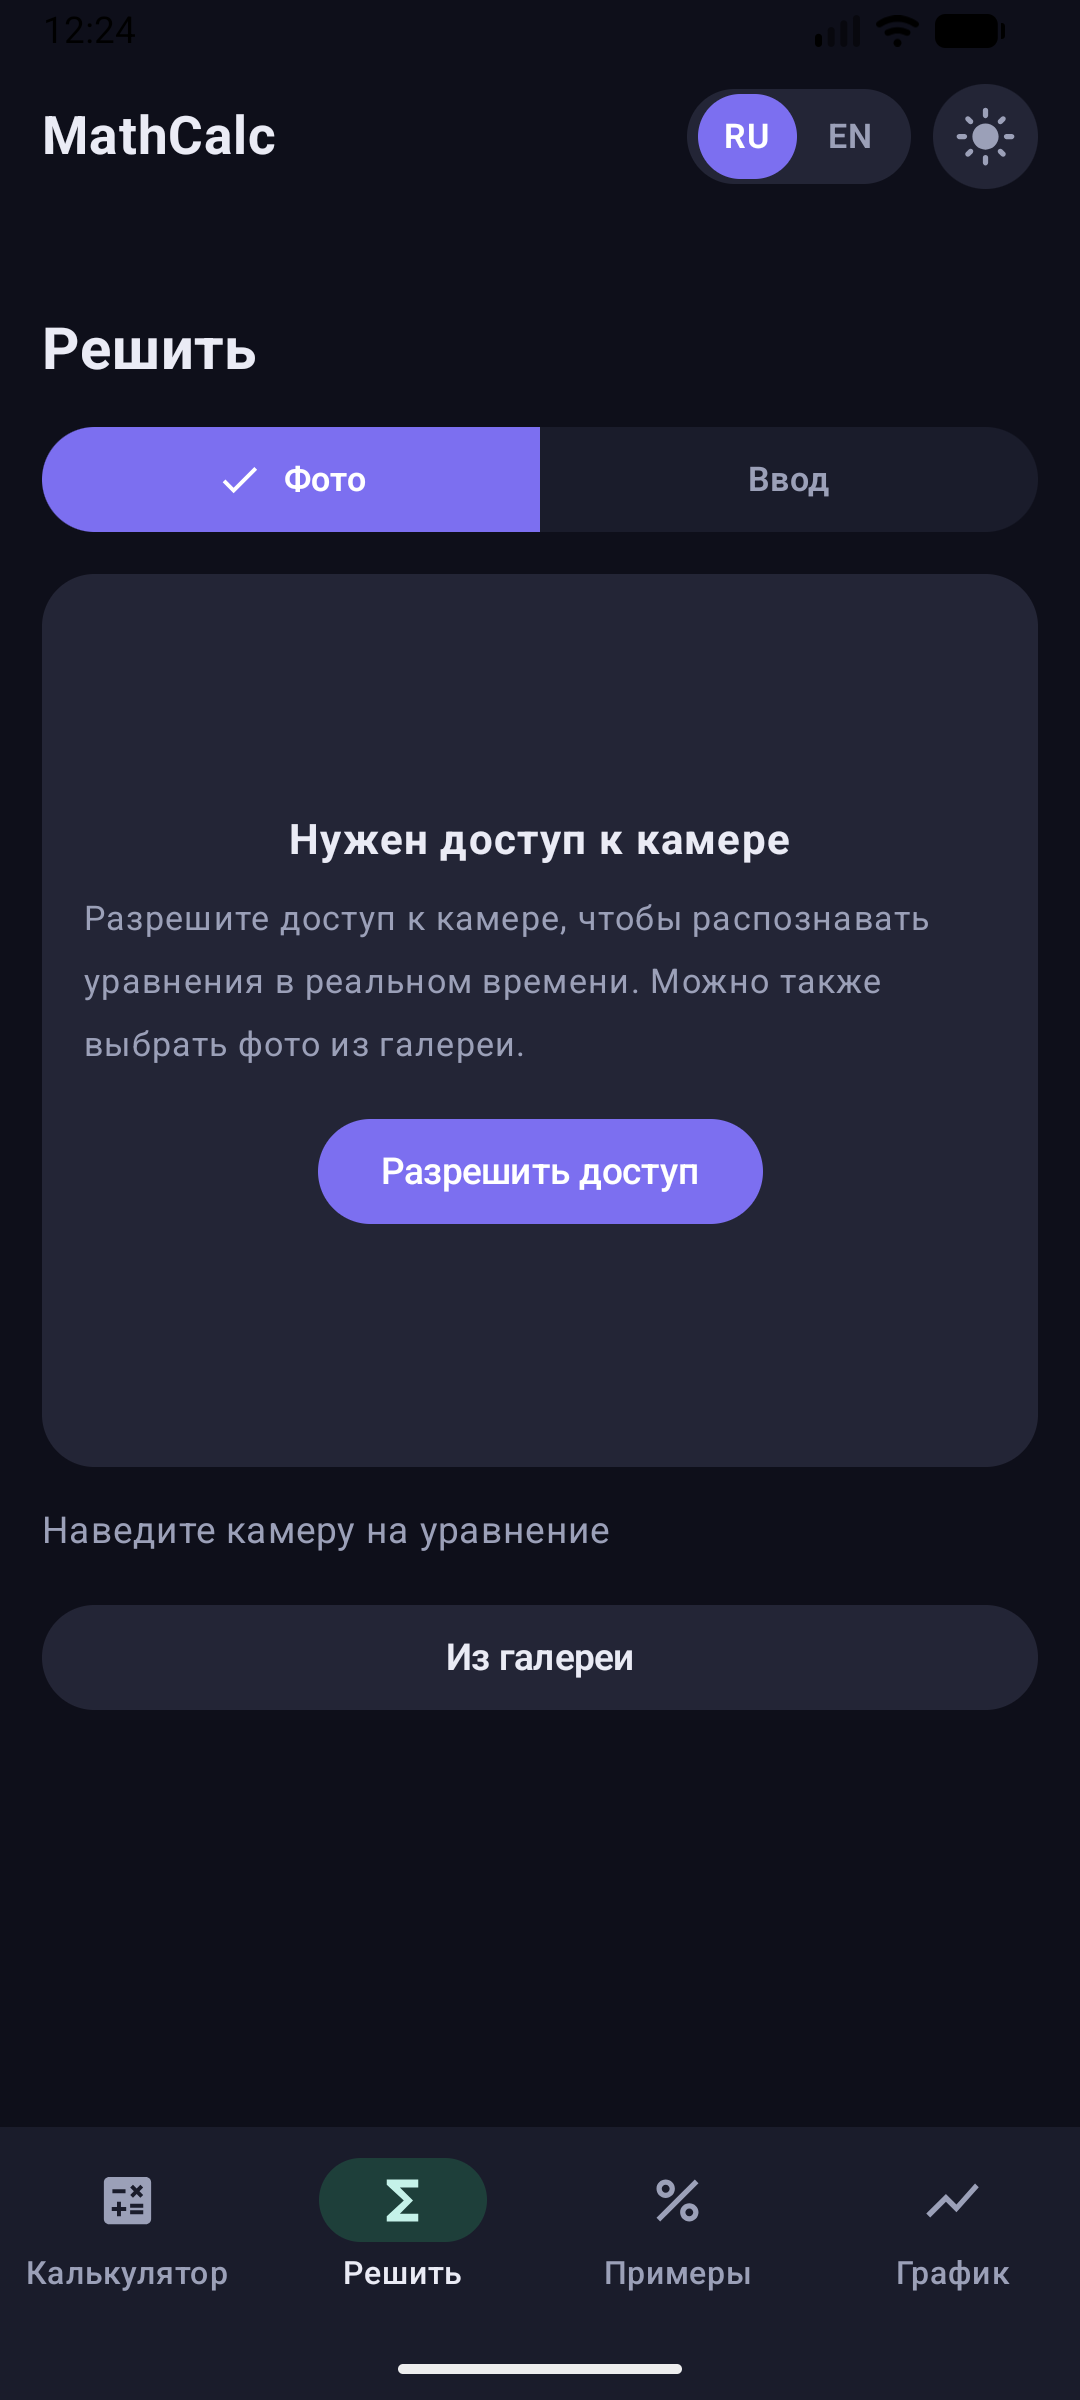 12:24
MathCalc
RU EN
Решить
Фото Ввод
Нужен доступ к камере
Разрешите доступ к камере, чтобы распознавать
уравнения в реальном времени. Можно также
выбрать фото из галереи.
Разрешить доступ
Наведите камеру на уравнение
Из галереи
Калькулятор Решить Примеры График